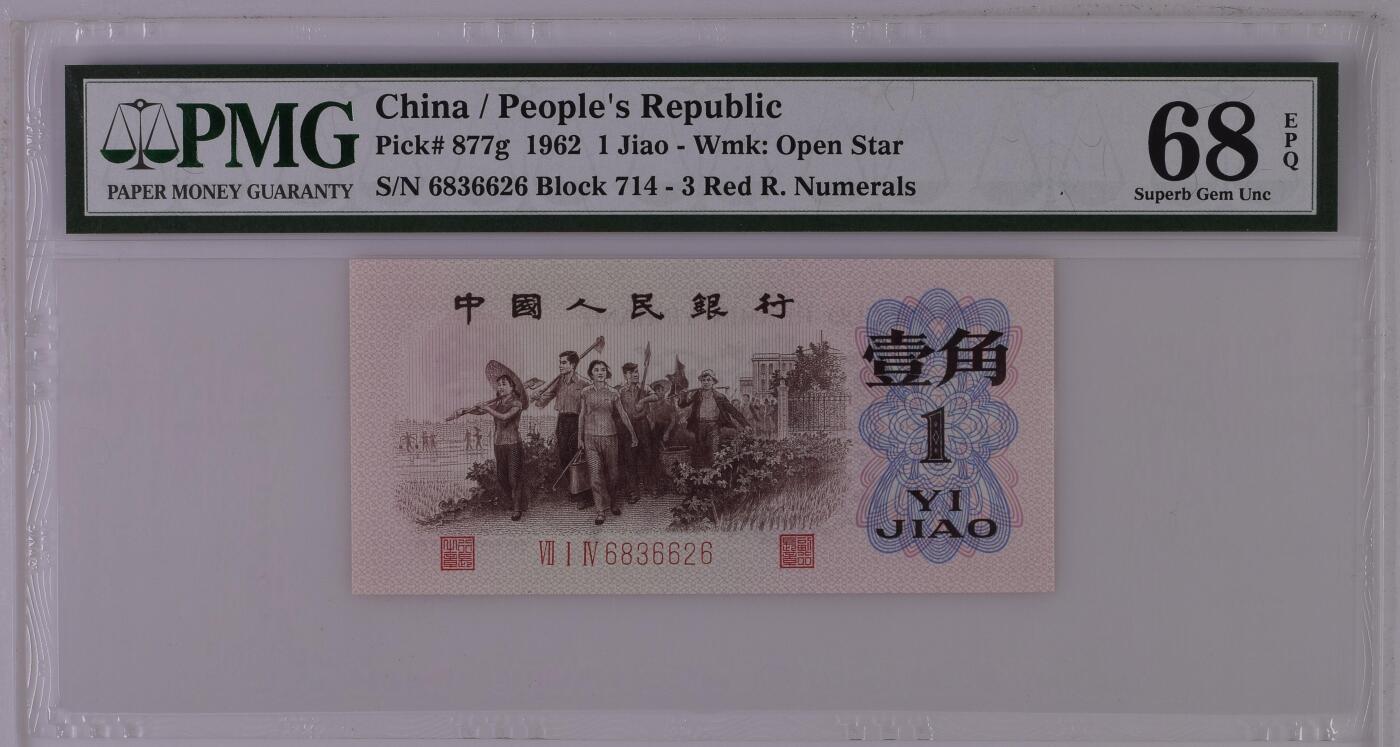 PMG
PAPER MONEY GUARANTY
China / People's Republic
Pick# 877g 1962 1 Jiao - Wmk: Open Star
S/N 6836626 Block 714 - 3 Red R. Numerals
68
EPQ
Superb Gem Unc
中國人民銀行
壹角
1
YI
JIAO
VII I IV 6836626